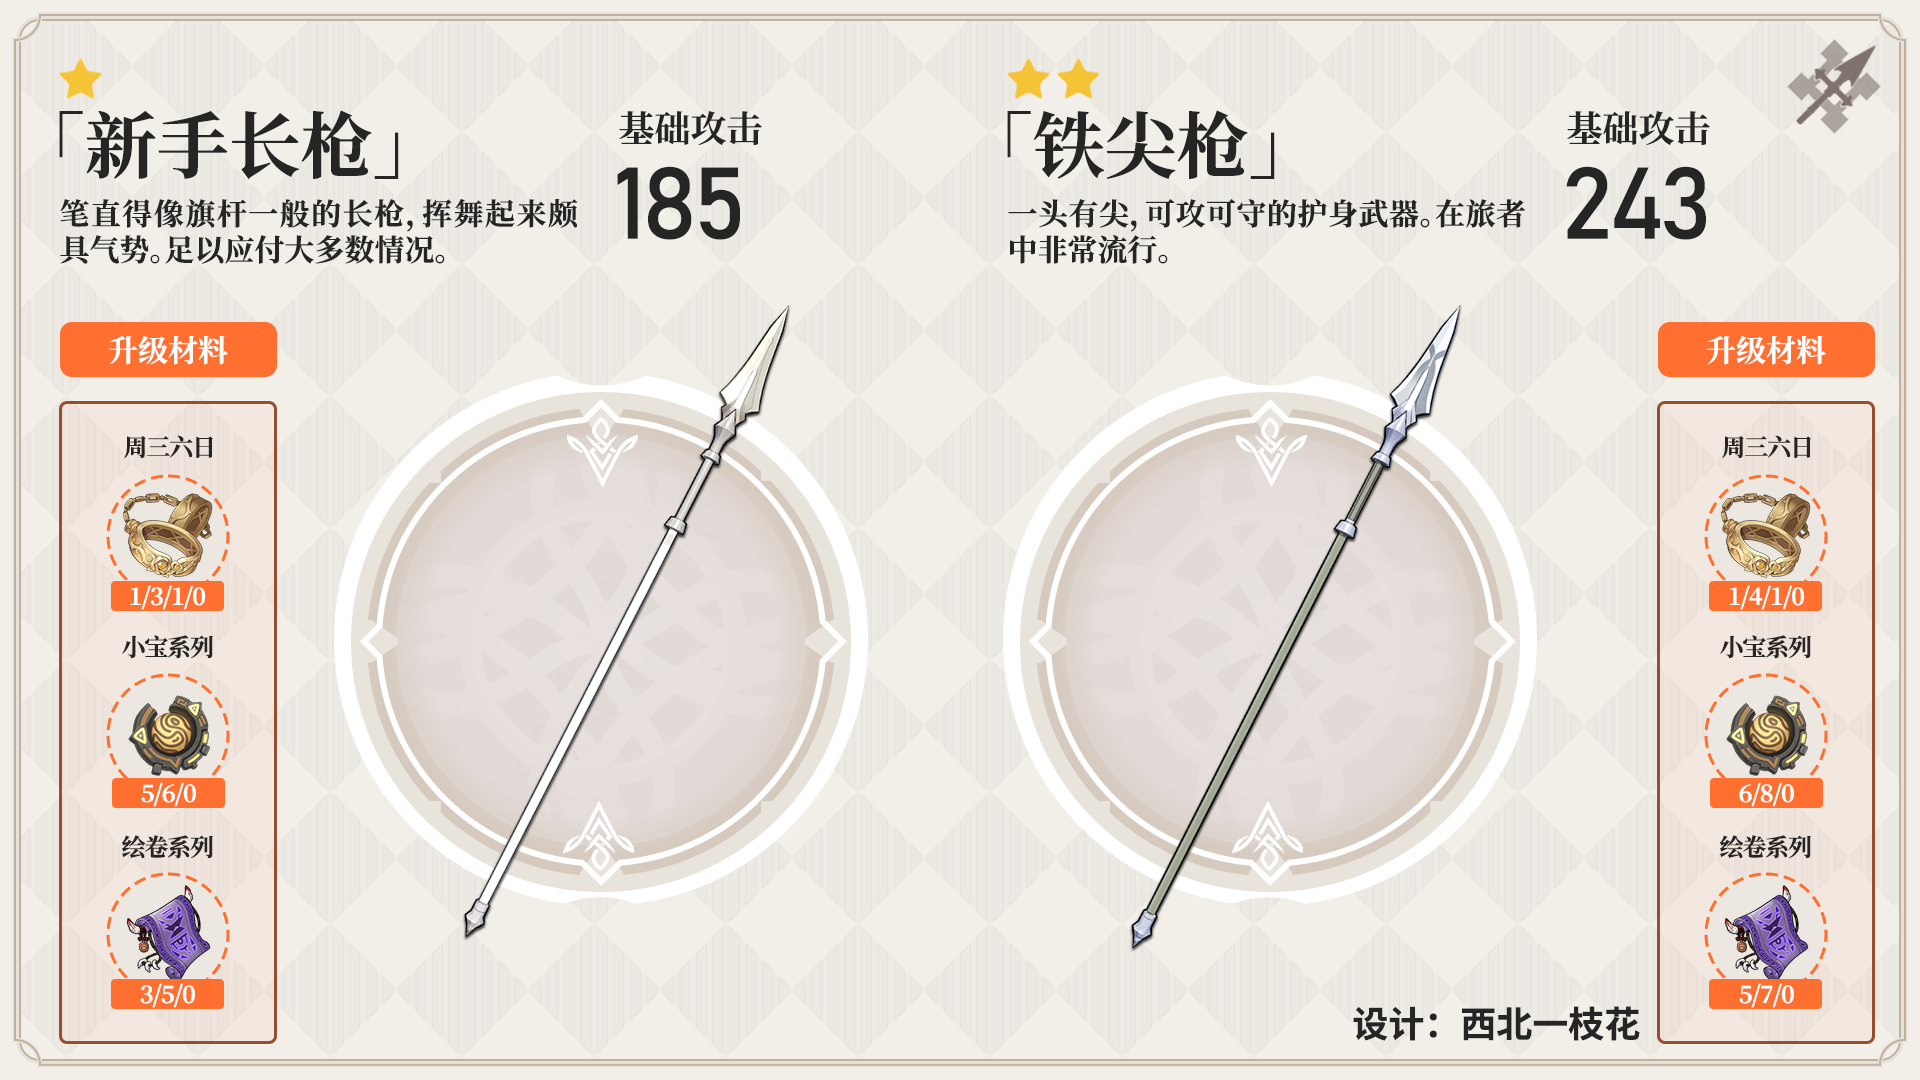 「新手长枪」
笔直得像旗杆一般的长枪，挥舞起来颇
具气势。足以应付大多数情况。
基础攻击
185
升级材料
周三六日
1/3/1/0
小宝系列
5/6/0
绘卷系列
3/5/0
「铁尖枪」
一头有尖，可攻可守的护身武器。在旅者
中非常流行。
基础攻击
243
升级材料
周三六日
1/4/1/0
小宝系列
6/8/0
绘卷系列
5/7/0
设计：西北一枝花